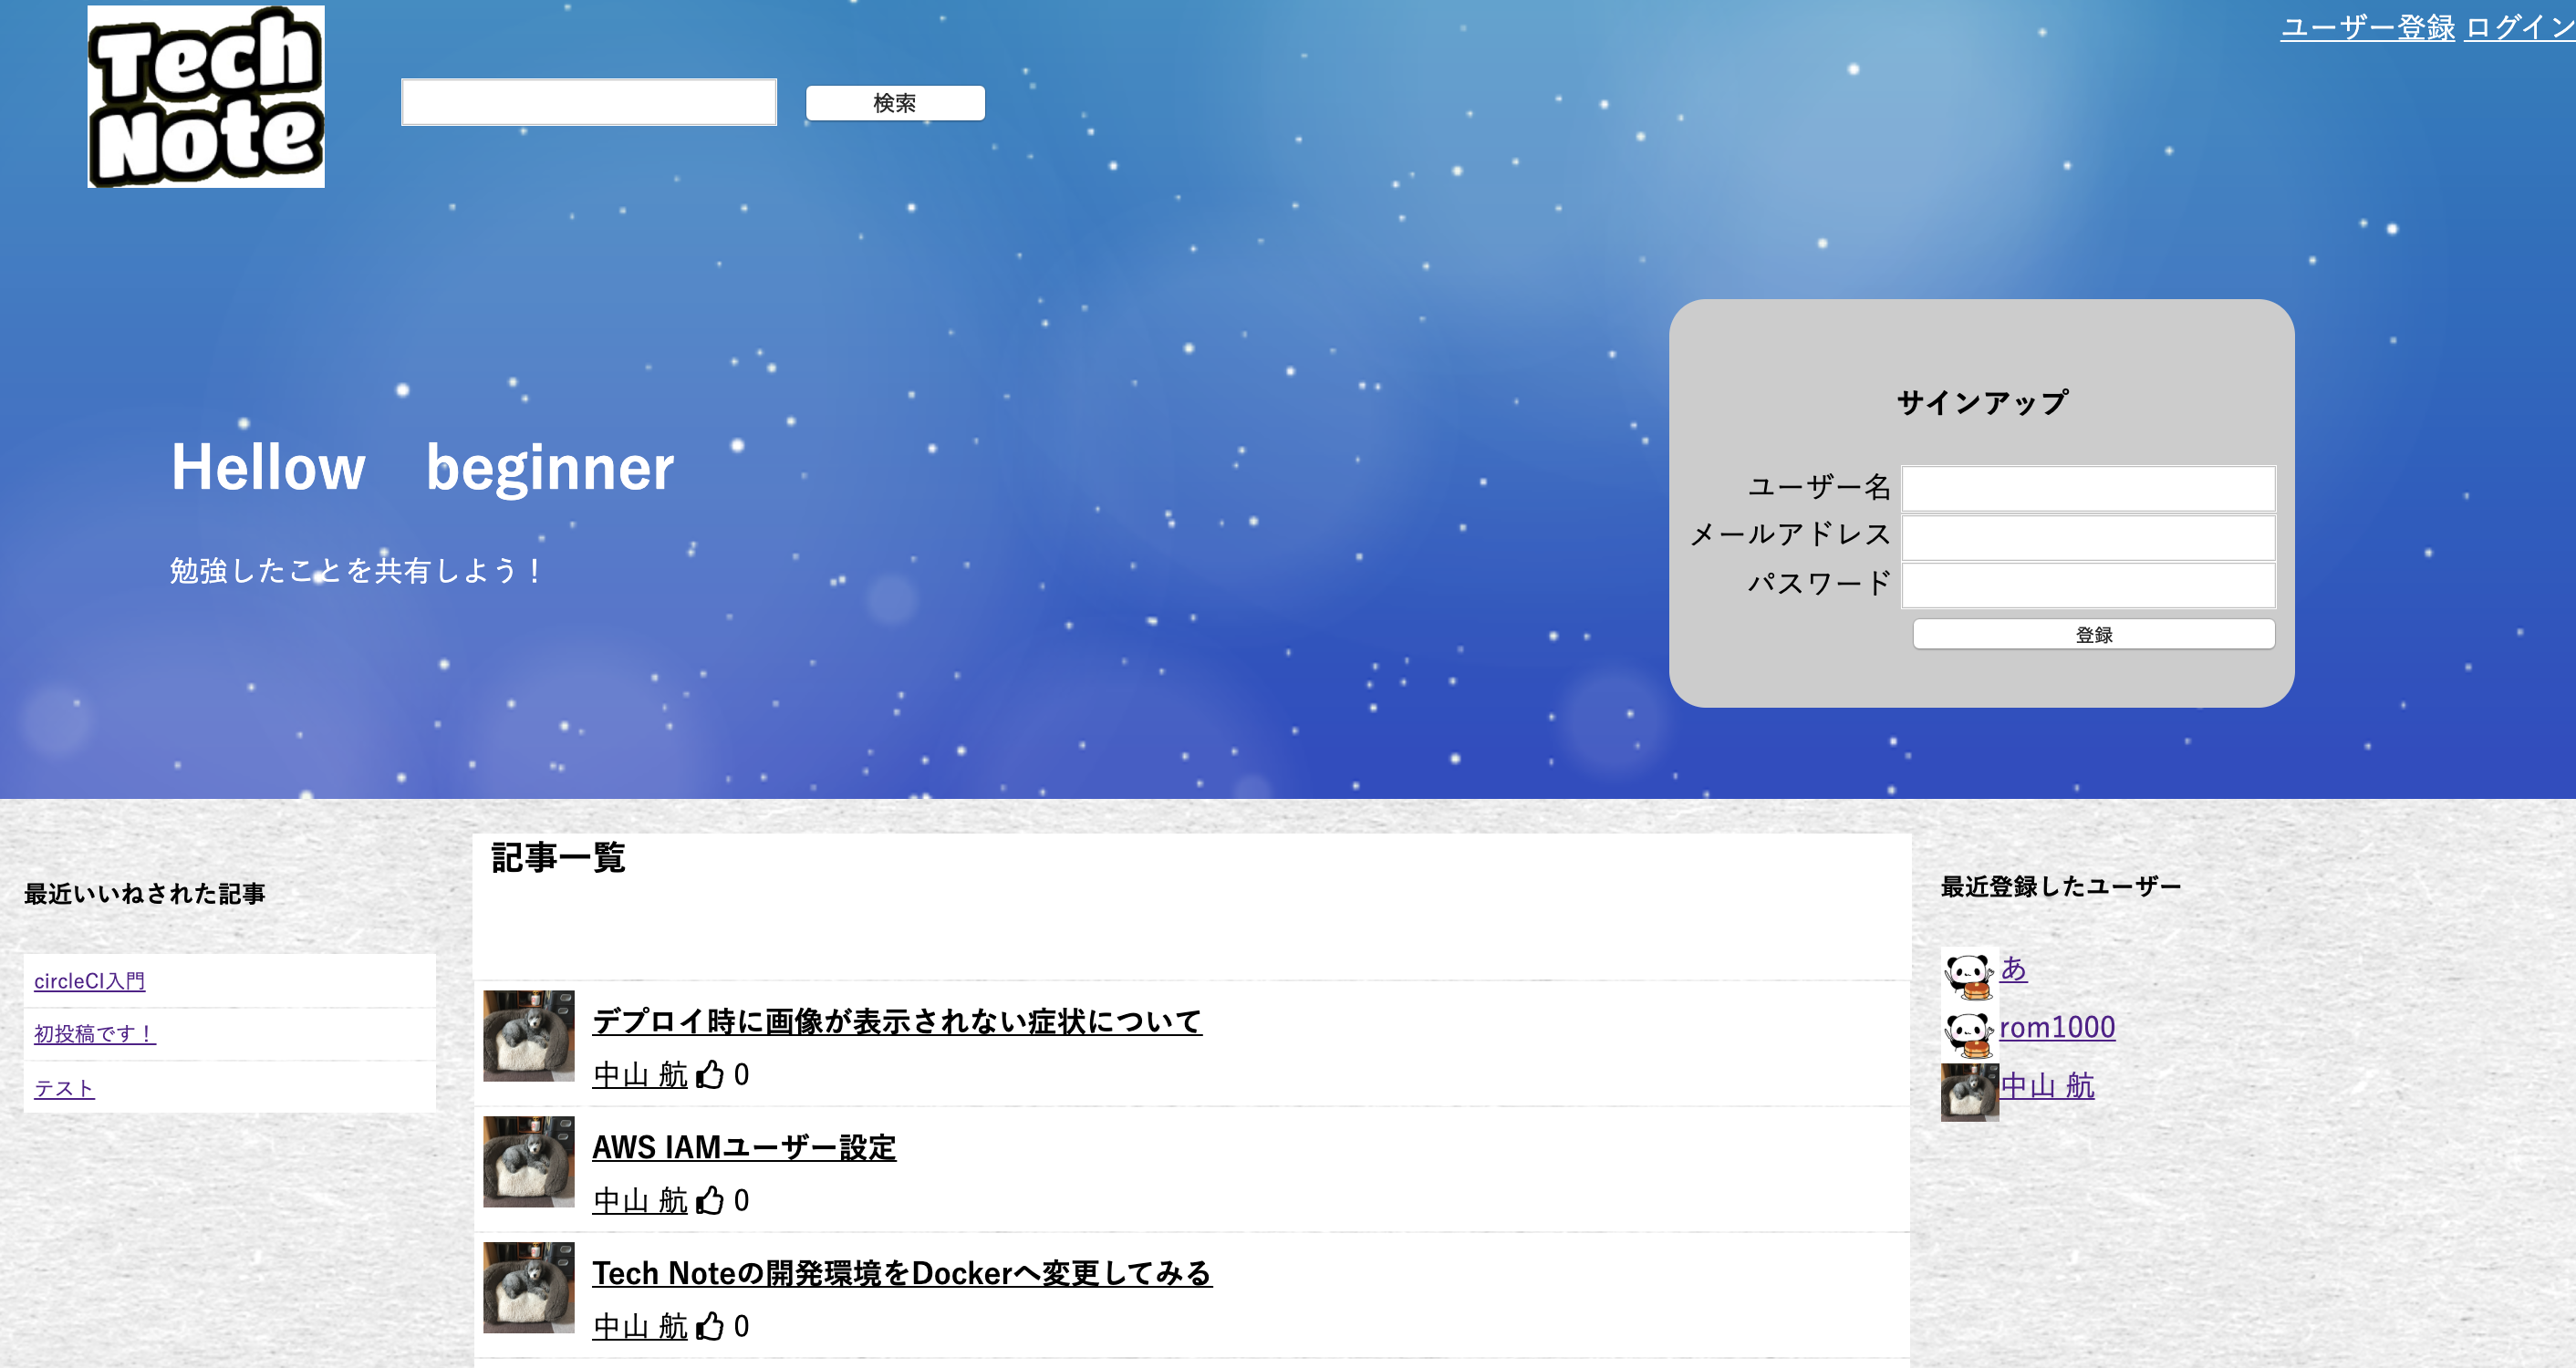 Tech
Note
検索
ユーザー登録 ログイン
Hellow　beginner
勉強したことを共有しよう！
サインアップ
ユーザー名
メールアドレス
パスワード
登録
最近いいねされた記事
circleCI入門
初投稿です！
テスト
記事一覧
デプロイ時に画像が表示されない症状について
中山 航 0
AWS IAMユーザー設定
中山 航 0
Tech Noteの開発環境をDockerへ変更してみる
中山 航 0
最近登録したユーザー
あ
rom1000
中山 航